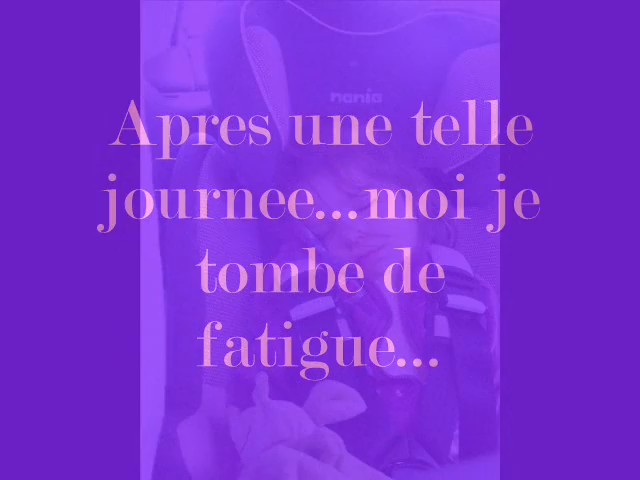 nania
Apres une telle
journee...moi je
tombe de
fatigue...